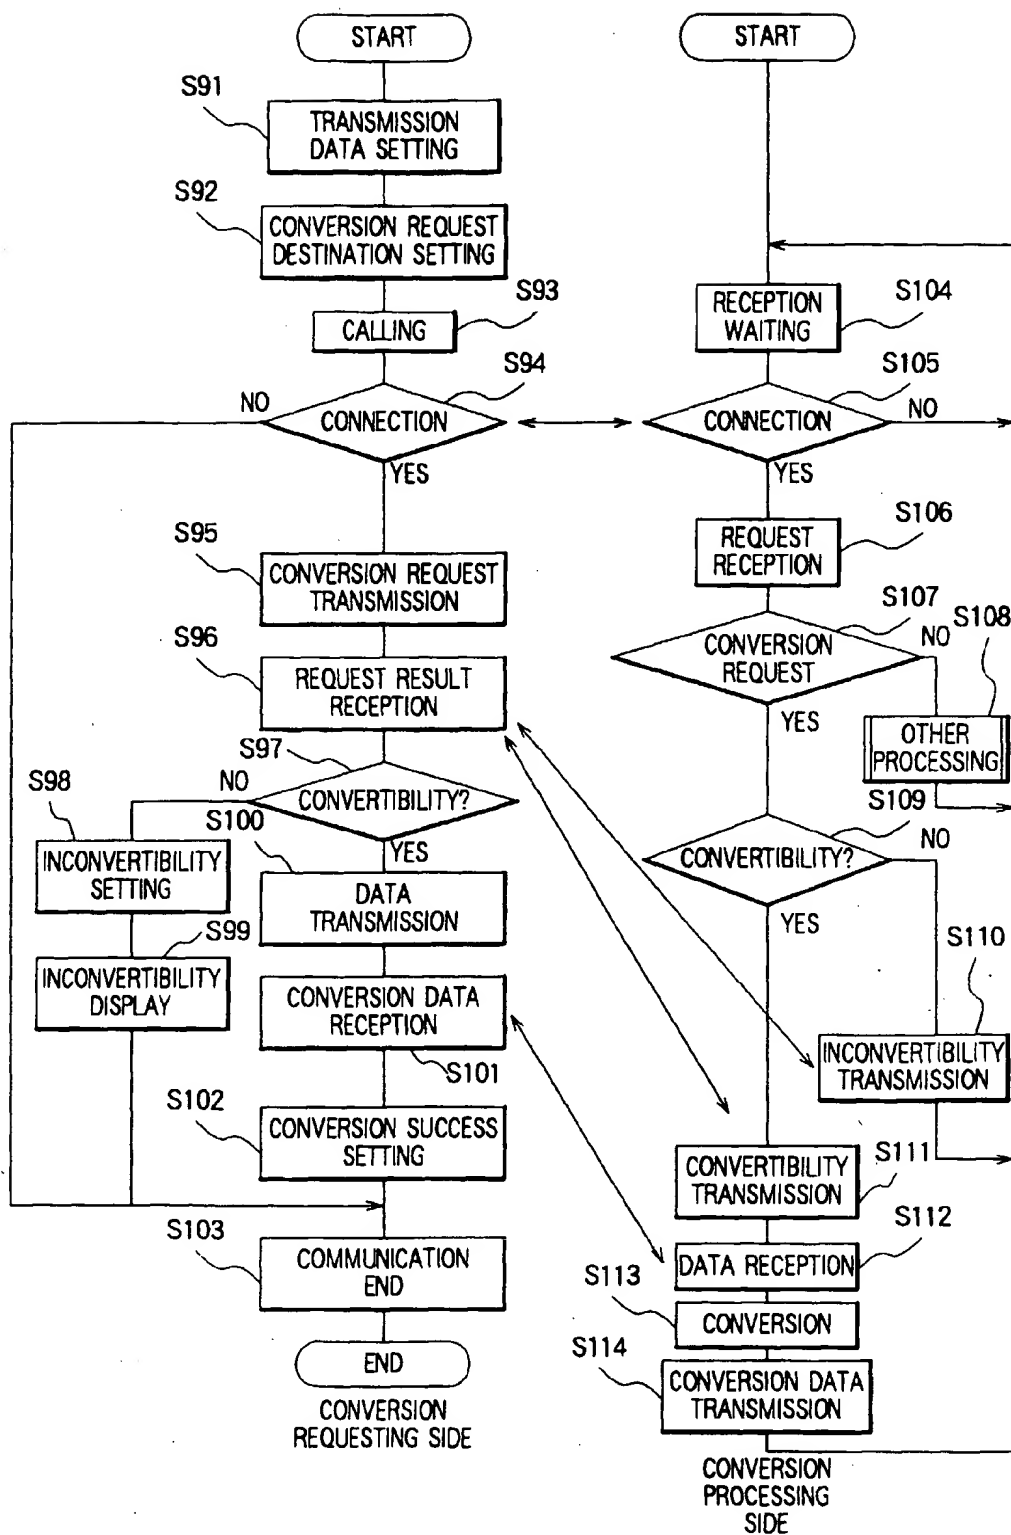 START
S91
TRANSMISSION
DATA SETTING
S92
CONVERSION REQUEST
DESTINATION SETTING
S93
CALLING
S94
NO
CONNECTION
YES
S95
CONVERSION REQUEST
TRANSMISSION
S96
REQUEST RESULT
RECEPTION
S97
NO
CONVERTIBILITY?
YES
S98
INCONVERTIBILITY
SETTING
S99
INCONVERTIBILITY
DISPLAY
S100
DATA
TRANSMISSION
CONVERSION DATA
RECEPTION
S101
S102
CONVERSION SUCCESS
SETTING
S103
COMMUNICATION
END
END
CONVERSION
REQUESTING SIDE
START
S104
RECEPTION
WAITING
S105
CONNECTION
NO
YES
S106
REQUEST
RECEPTION
S107
CONVERSION
REQUEST
NO
YES
S108
OTHER
PROCESSING
S109
CONVERTIBILITY?
NO
YES
S110
INCONVERTIBILITY
TRANSMISSION
S111
CONVERTIBILITY
TRANSMISSION
S112
DATA RECEPTION
S113
CONVERSION
S114
CONVERSION DATA
TRANSMISSION
CONVERSION
PROCESSING
SIDE